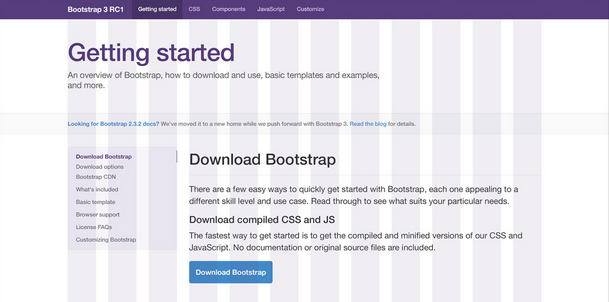 Bootstrap 3 RC1 Getting started CSS Components JavaScript Customize
Getting started
An overview of Bootstrap, how to download and use, basic templates and examples,
and more.
Looking for Bootstrap 2.3.2 docs? We've moved it to a new home while we push forward with Bootstrap 3. Read the blog for details.
Download Bootstrap
Download options
Bootstrap CDN
What's included
Basic template
Browser support
License FAQs
Customizing Bootstrap
Download Bootstrap
There are a few easy ways to quickly get started with Bootstrap, each one appealing to a
different skill level and use case. Read through to see what suits your particular needs.
Download compiled CSS and JS
The fastest way to get started is to get the compiled and minified versions of our CSS and
JavaScript. No documentation or original source files are included.
Download Bootstrap